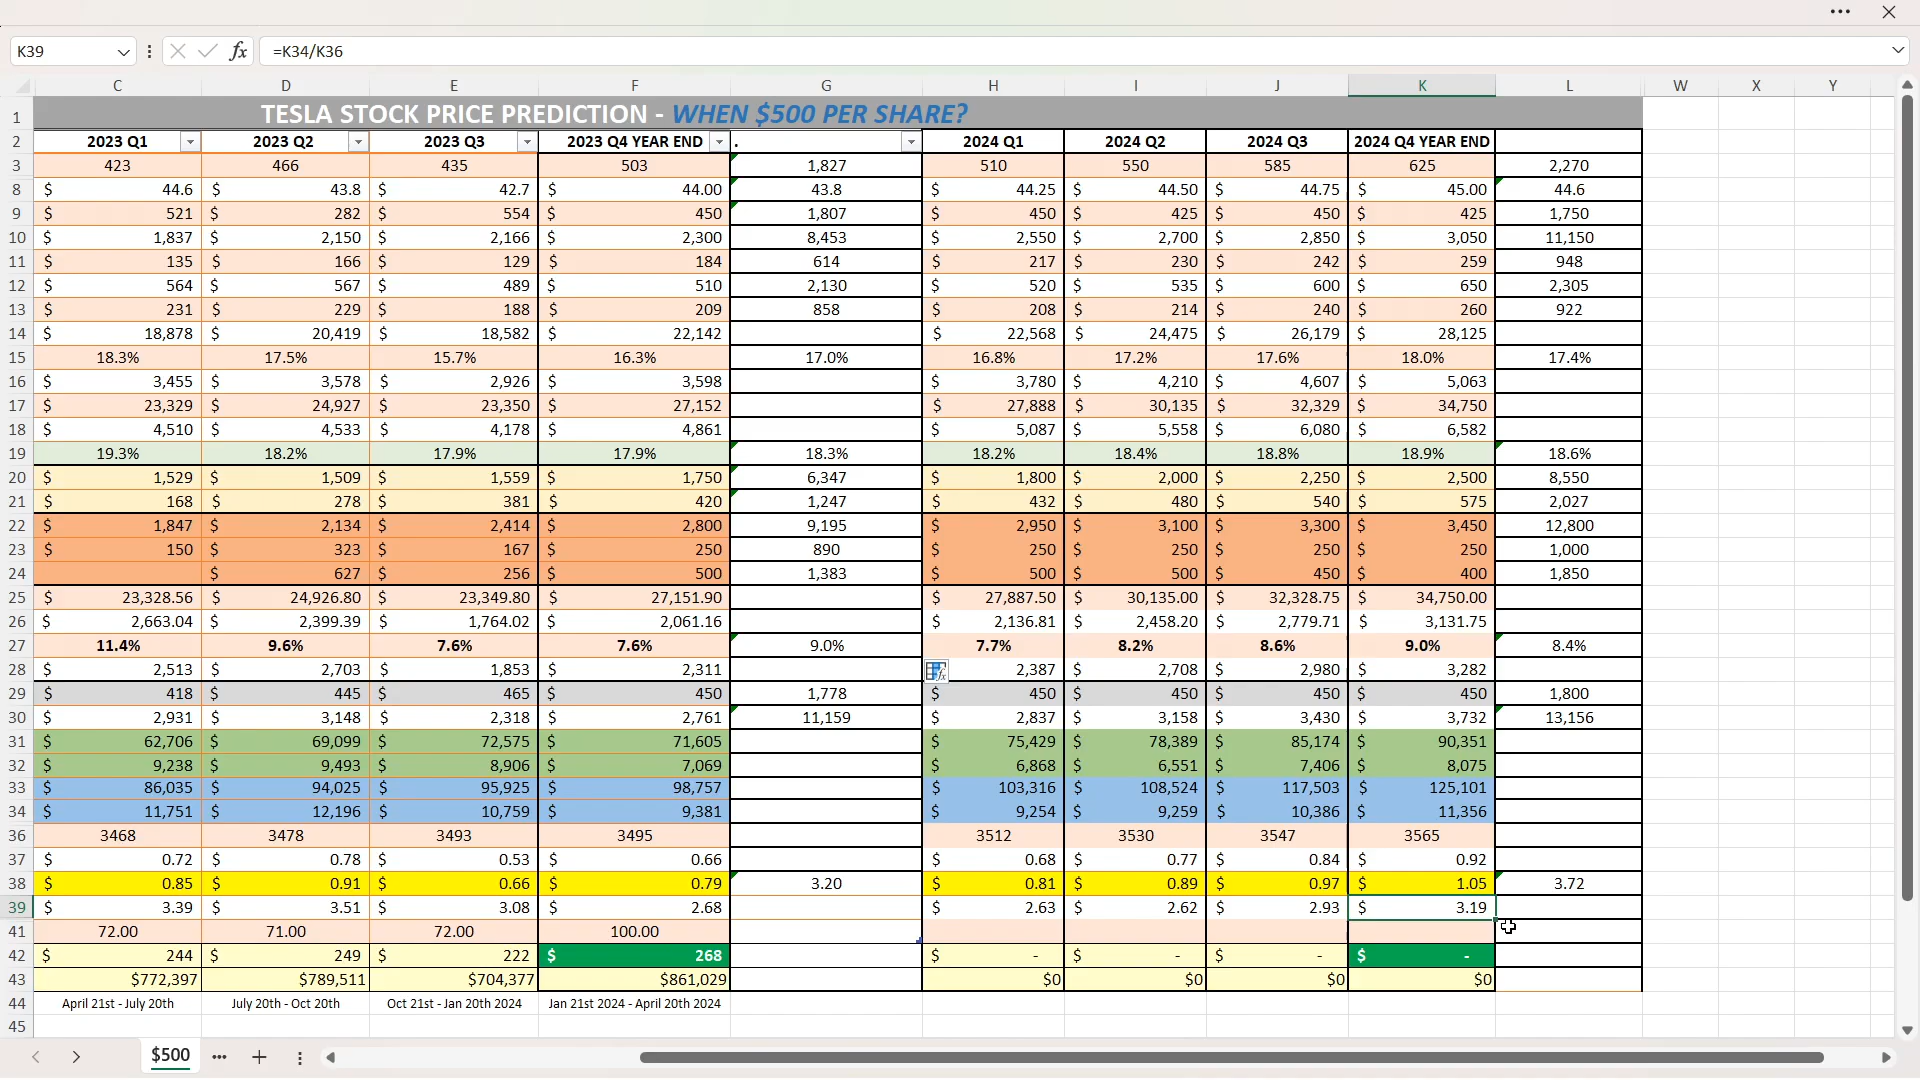 K39 fx =K34/K36
C D E F G H I J K L W X Y
1 TESLA STOCK PRICE PREDICTION - WHEN $500 PER SHARE?
2 2023 Q1 2023 Q2 2023 Q3 2023 Q4 YEAR END . 2024 Q1 2024 Q2 2024 Q3 2024 Q4 YEAR END
3 423 466 435 503 1,827 510 550 585 625 2,270
8 $ 44.6 $ 43.8 $ 42.7 $ 44.00 43.8 $ 44.25 $ 44.50 $ 44.75 $ 45.00 44.6
9 $ 521 $ 282 $ 554 $ 450 1,807 $ 450 $ 425 $ 450 $ 425 1,750
10 $ 1,837 $ 2,150 $ 2,166 $ 2,300 8,453 $ 2,550 $ 2,700 $ 2,850 $ 3,050 11,150
11 $ 135 $ 166 $ 129 $ 184 614 $ 217 $ 230 $ 242 $ 259 948
12 $ 564 $ 567 $ 489 $ 510 2,130 $ 520 $ 535 $ 600 $ 650 2,305
13 $ 231 $ 229 $ 188 $ 209 858 $ 208 $ 214 $ 240 $ 260 922
14 $ 18,878 $ 20,419 $ 18,582 $ 22,142 $ 22,568 $ 24,475 $ 26,179 $ 28,125
15 18.3% 17.5% 15.7% 16.3% 17.0% 16.8% 17.2% 17.6% 18.0% 17.4%
16 $ 3,455 $ 3,578 $ 2,926 $ 3,598 $ 3,780 $ 4,210 $ 4,607 $ 5,063
17 $ 23,329 $ 24,927 $ 23,350 $ 27,152 $ 27,888 $ 30,135 $ 32,329 $ 34,750
18 $ 4,510 $ 4,533 $ 4,178 $ 4,861 $ 5,087 $ 5,558 $ 6,080 $ 6,582
19 19.3% 18.2% 17.9% 17.9% 18.3% 18.2% 18.4% 18.8% 18.9% 18.6%
20 $ 1,529 $ 1,509 $ 1,559 $ 1,750 6,347 $ 1,800 $ 2,000 $ 2,250 $ 2,500 8,550
21 $ 168 $ 278 $ 381 $ 420 1,247 $ 432 $ 480 $ 540 $ 575 2,027
22 $ 1,847 $ 2,134 $ 2,414 $ 2,800 9,195 $ 2,950 $ 3,100 $ 3,300 $ 3,450 12,800
23 $ 150 $ 323 $ 167 $ 250 890 $ 250 $ 250 $ 250 $ 250 1,000
24 $ 627 $ 256 $ 500 1,383 $ 500 $ 500 $ 450 $ 400 1,850
25 $ 23,328.56 $ 24,926.80 $ 23,349.80 $ 27,151.90 $ 27,887.50 $ 30,135.00 $ 32,328.75 $ 34,750.00
26 $ 2,663.04 $ 2,399.39 $ 1,764.02 $ 2,061.16 $ 2,136.81 $ 2,458.20 $ 2,779.71 $ 3,131.75
27 11.4% 9.6% 7.6% 7.6% 9.0% 7.7% 8.2% 8.6% 9.0% 8.4%
28 $ 2,513 $ 2,703 $ 1,853 $ 2,311 2,387 $ 2,708 $ 2,980 $ 3,282
29 $ 418 $ 445 $ 465 $ 450 1,778 $ 450 $ 450 $ 450 $ 450 1,800
30 $ 2,931 $ 3,148 $ 2,318 $ 2,761 11,159 $ 2,837 $ 3,158 $ 3,430 $ 3,732 13,156
31 $ 62,706 $ 69,099 $ 72,575 $ 71,605 $ 75,429 $ 78,389 $ 85,174 $ 90,351
32 $ 9,238 $ 9,493 $ 8,906 $ 7,069 $ 6,868 $ 6,551 $ 7,406 $ 8,075
33 $ 86,035 $ 94,025 $ 95,925 $ 98,757 $ 103,316 $ 108,524 $ 117,503 $ 125,101
34 $ 11,751 $ 12,196 $ 10,759 $ 9,381 $ 9,254 $ 9,259 $ 10,386 $ 11,356
36 3468 3478 3493 3495 3512 3530 3547 3565
37 $ 0.72 $ 0.78 $ 0.53 $ 0.66 $ 0.68 $ 0.77 $ 0.84 $ 0.92
38 $ 0.85 $ 0.91 $ 0.66 $ 0.79 3.20 $ 0.81 $ 0.89 $ 0.97 $ 1.05 3.72
39 $ 3.39 $ 3.51 $ 3.08 $ 2.68 $ 2.63 $ 2.62 $ 2.93 $ 3.19
41 72.00 71.00 72.00 100.00
42 $ 244 $ 249 $ 222 $ 268 $ - $ - $ - $ -
43 $772,397 $789,511 $704,377 $861,029 $0 $0 $0 $0
44 April 21st - July 20th July 20th - Oct 20th Oct 21st - Jan 20th 2024 Jan 21st 2024 - April 20th 2024
45
$500